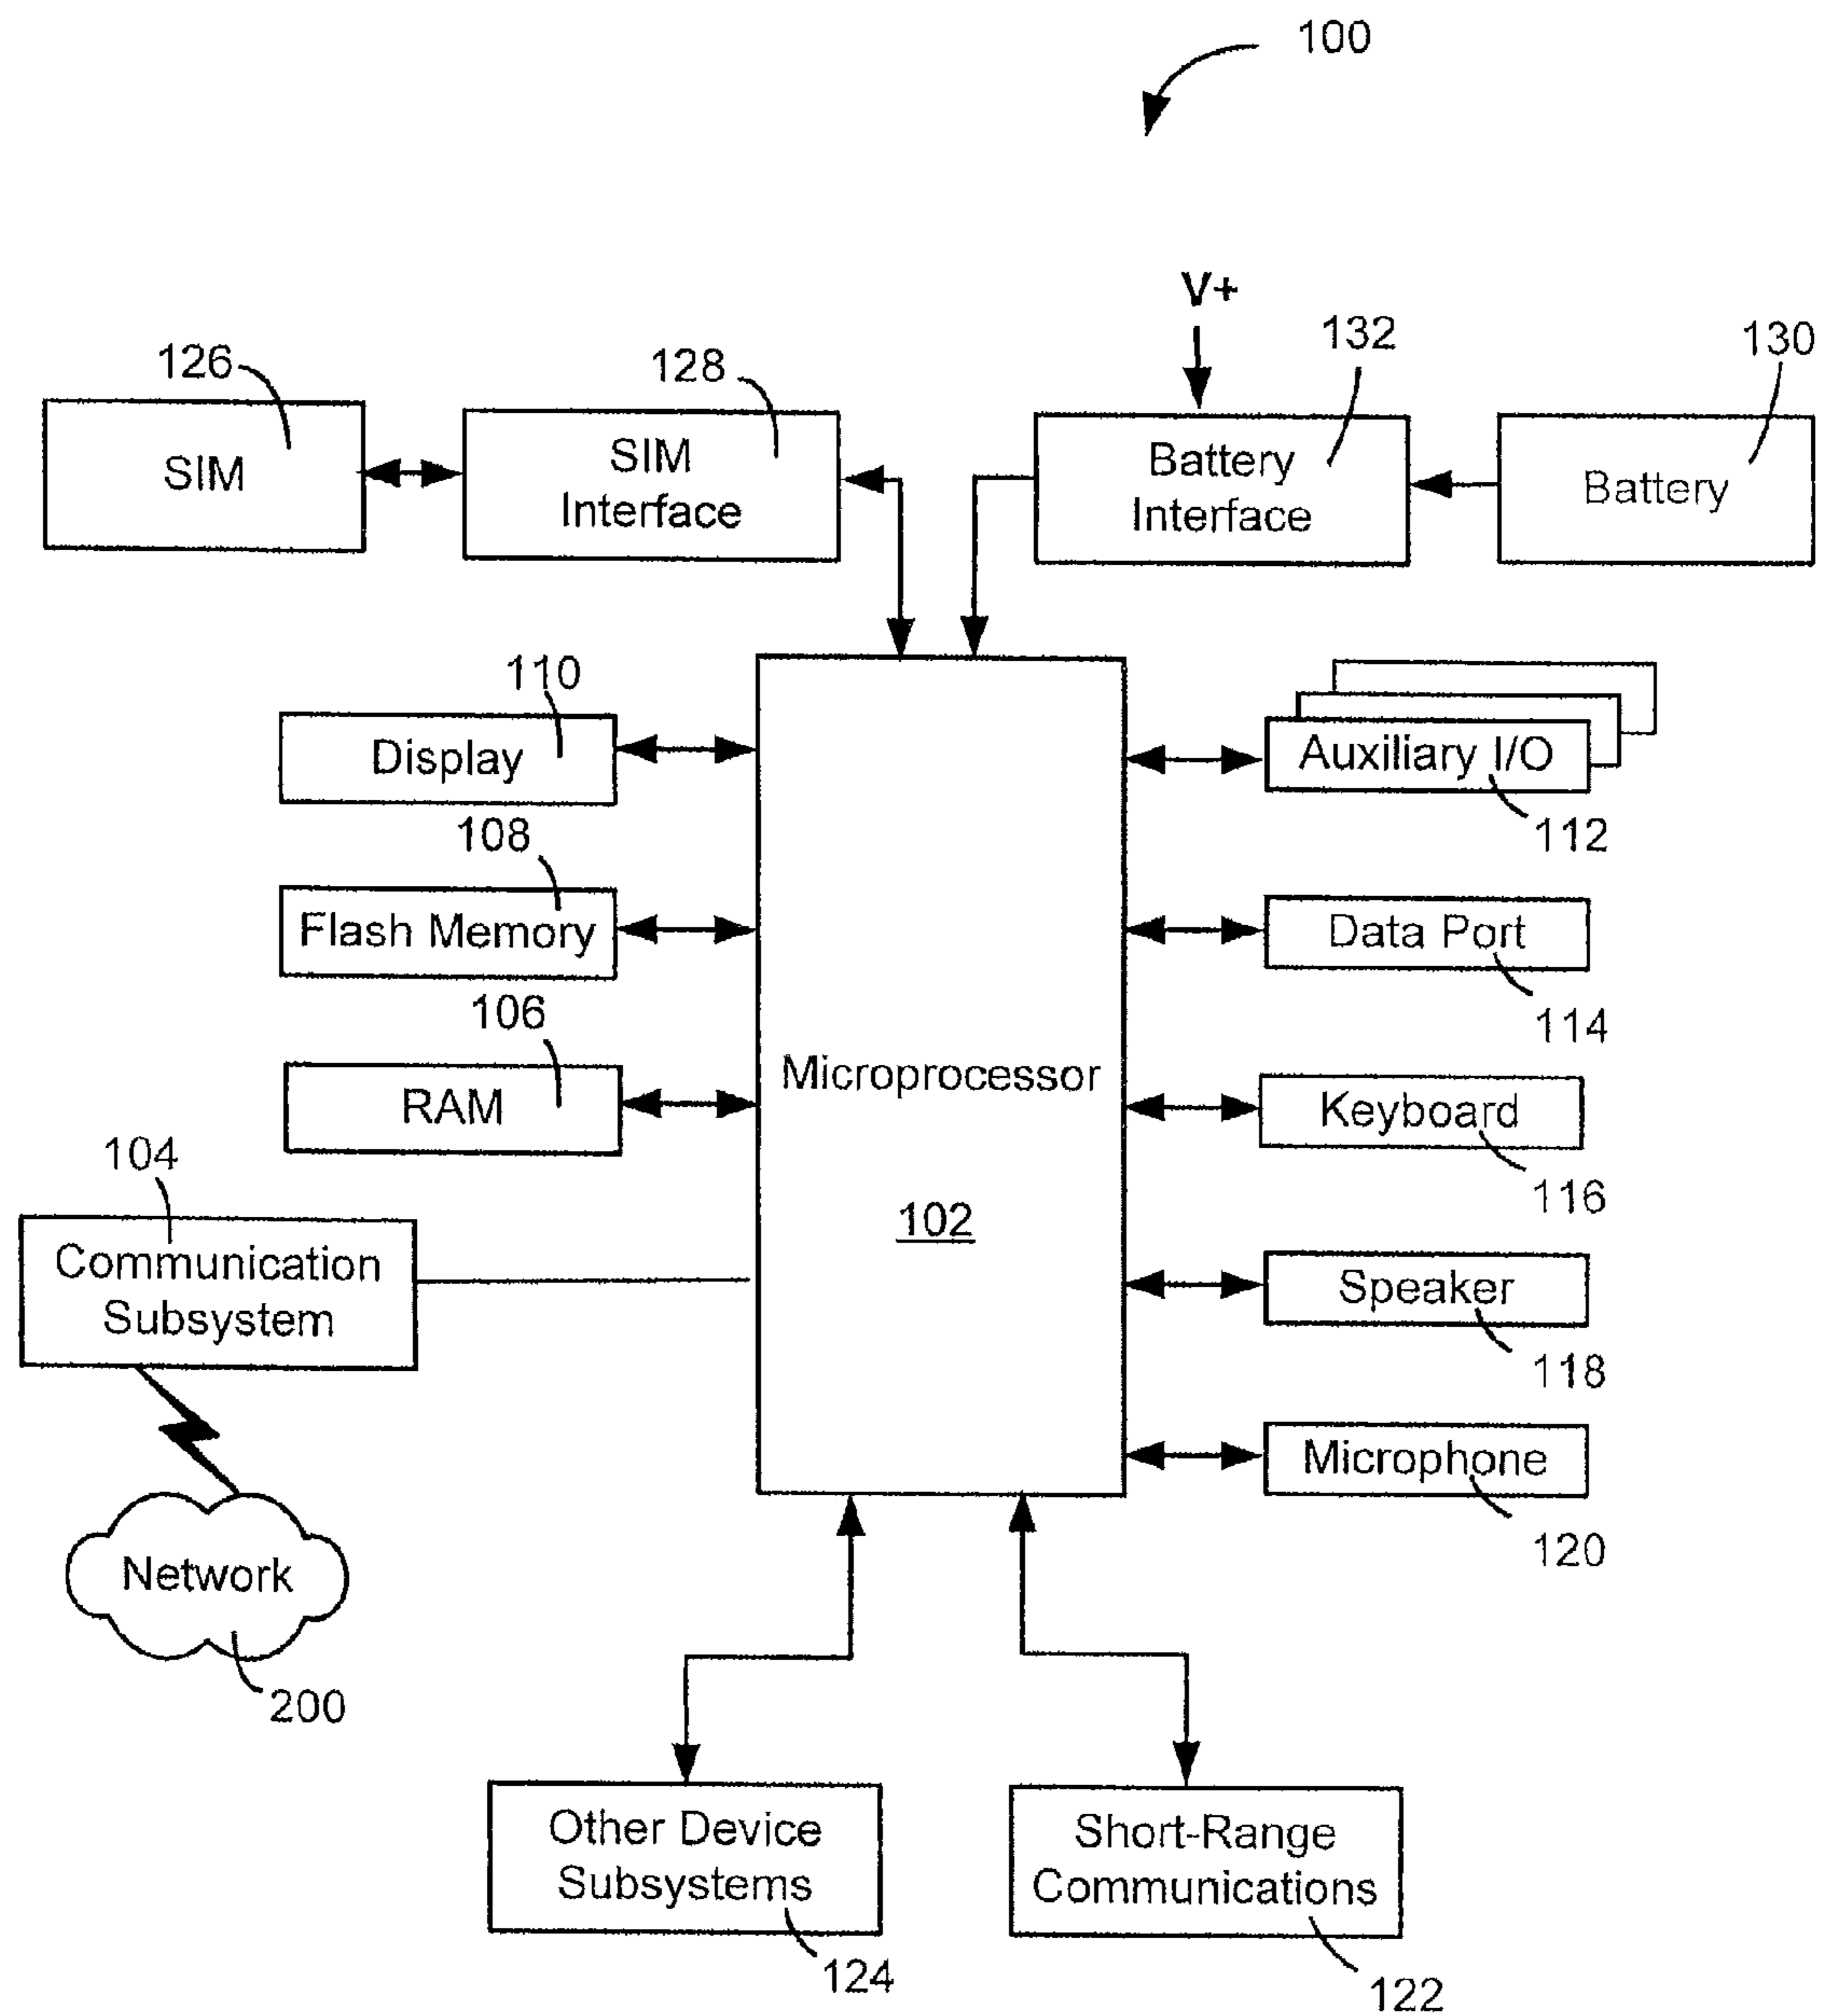 100
V+
132
130
126
128
SIM
SIM
Interface
Battery
Interface
Battery
110
Display
Auxiliary I/O
112
108
Flash Memory
Data Port
114
106
RAM
Microprocessor
102
Keyboard
116
104
Communication
Subsystem
Speaker
118
Microphone
120
Network
200
Other Device
Subsystems
124
Short-Range
Communications
122